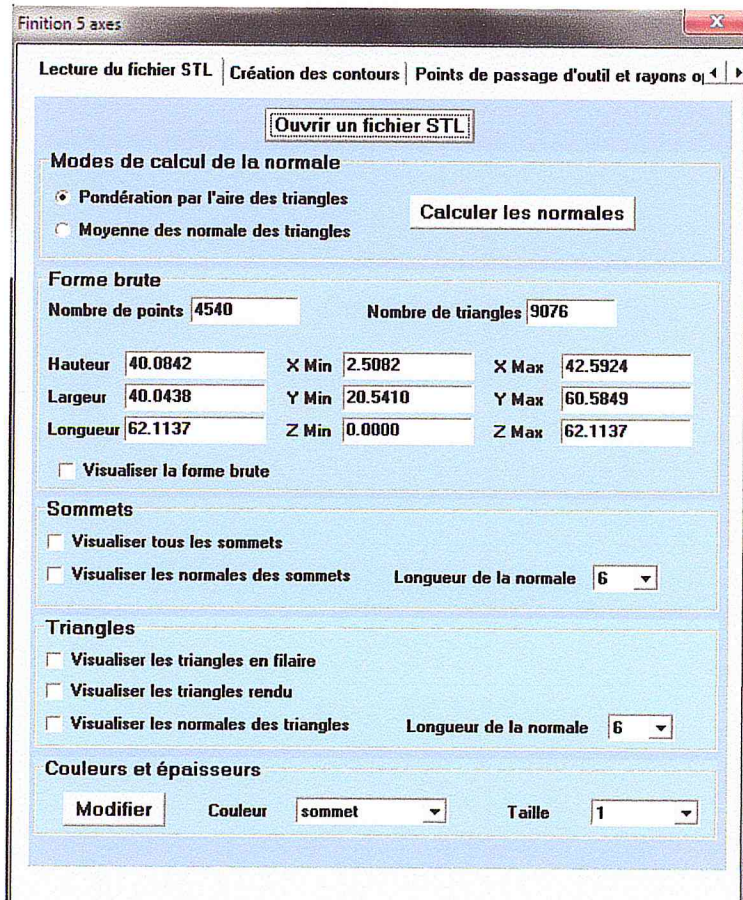 Finition 5 axes
Lecture du fichier STL Création des contours Points de passage d'outil et rayons o
Ouvrir un fichier STL
Modes de calcul de la normale
Pondération par l'aire des triangles
Moyenne des normale des triangles
Calculer les normales
Forme brute
Nombre de points 4540 Nombre de triangles 9076
Hauteur 40.0842 X Min 2.5082 X Max 42.5924
Largeur 40.0438 Y Min 20.5410 Y Max 60.5849
Longueur 62.1137 Z Min 0.0000 Z Max 62.1137
Visualiser la forme brute
Sommets
Visualiser tous les sommets
Visualiser les normales des sommets Longueur de la normale 6
Triangles
Visualiser les triangles en filaire
Visualiser les triangles rendu
Visualiser les normales des triangles Longueur de la normale 6
Couleurs et épaisseurs
Modifier Couleur sommet Taille 1